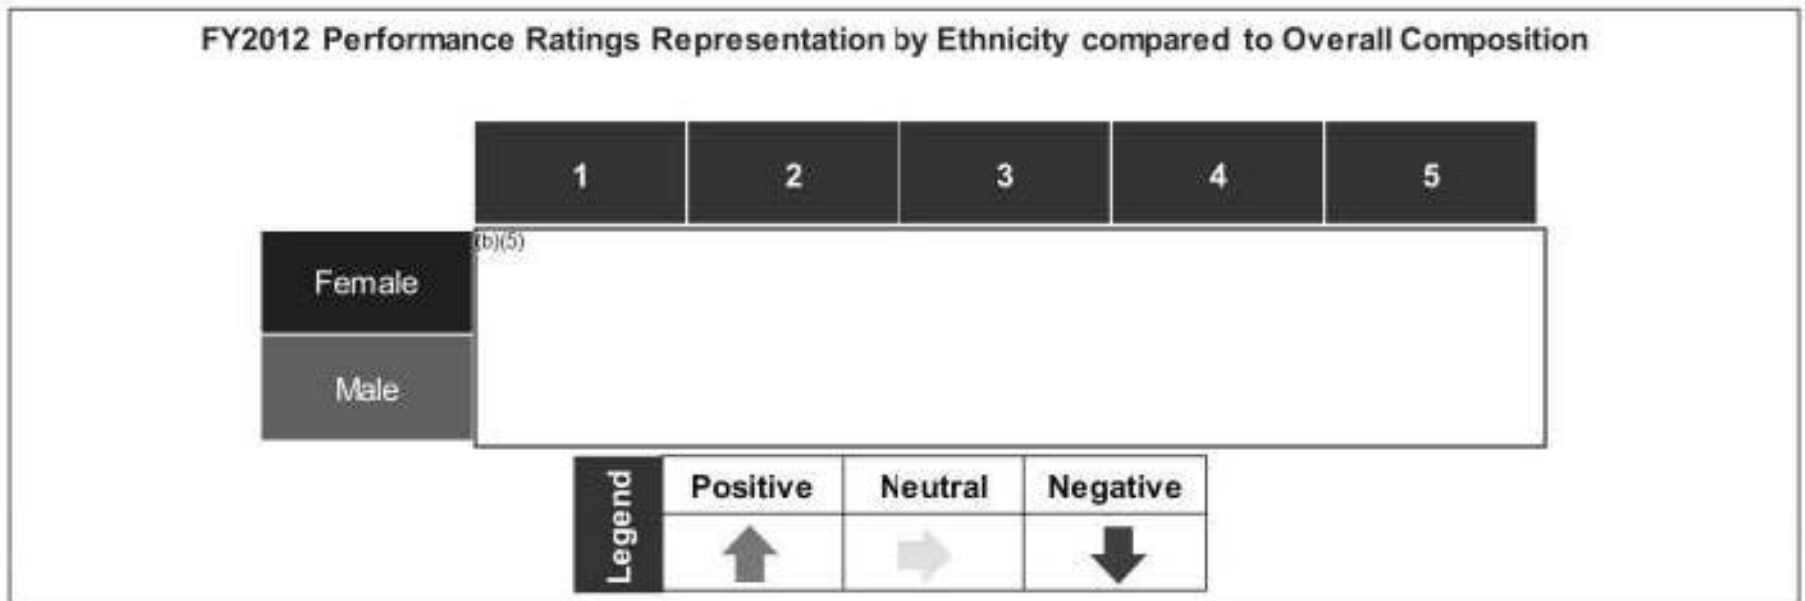 FY2012 Performance Ratings Representation by Ethnicity compared to Overall Composition
1 2 3 4 5
(b)(5)
Female
Male
Legend
Positive Neutral Negative